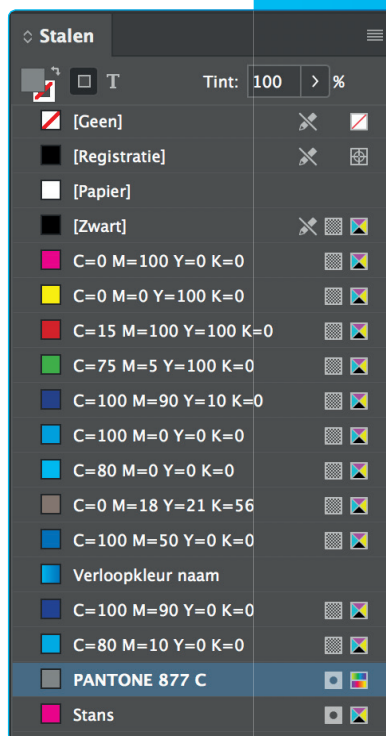 Stalen
T Tint: 100 %
[Geen]
[Registratie]
[Papier]
[Zwart]
C=0 M=100 Y=0 K=0
C=0 M=0 Y=100 K=0
C=15 M=100 Y=100 K=0
C=75 M=5 Y=100 K=0
C=100 M=90 Y=10 K=0
C=100 M=0 Y=0 K=0
C=80 M=0 Y=0 K=0
C=0 M=18 Y=21 K=56
C=100 M=50 Y=0 K=0
Verloopkleur naam
C=100 M=90 Y=0 K=0
C=80 M=10 Y=0 K=0
PANTONE 877 C
Stans